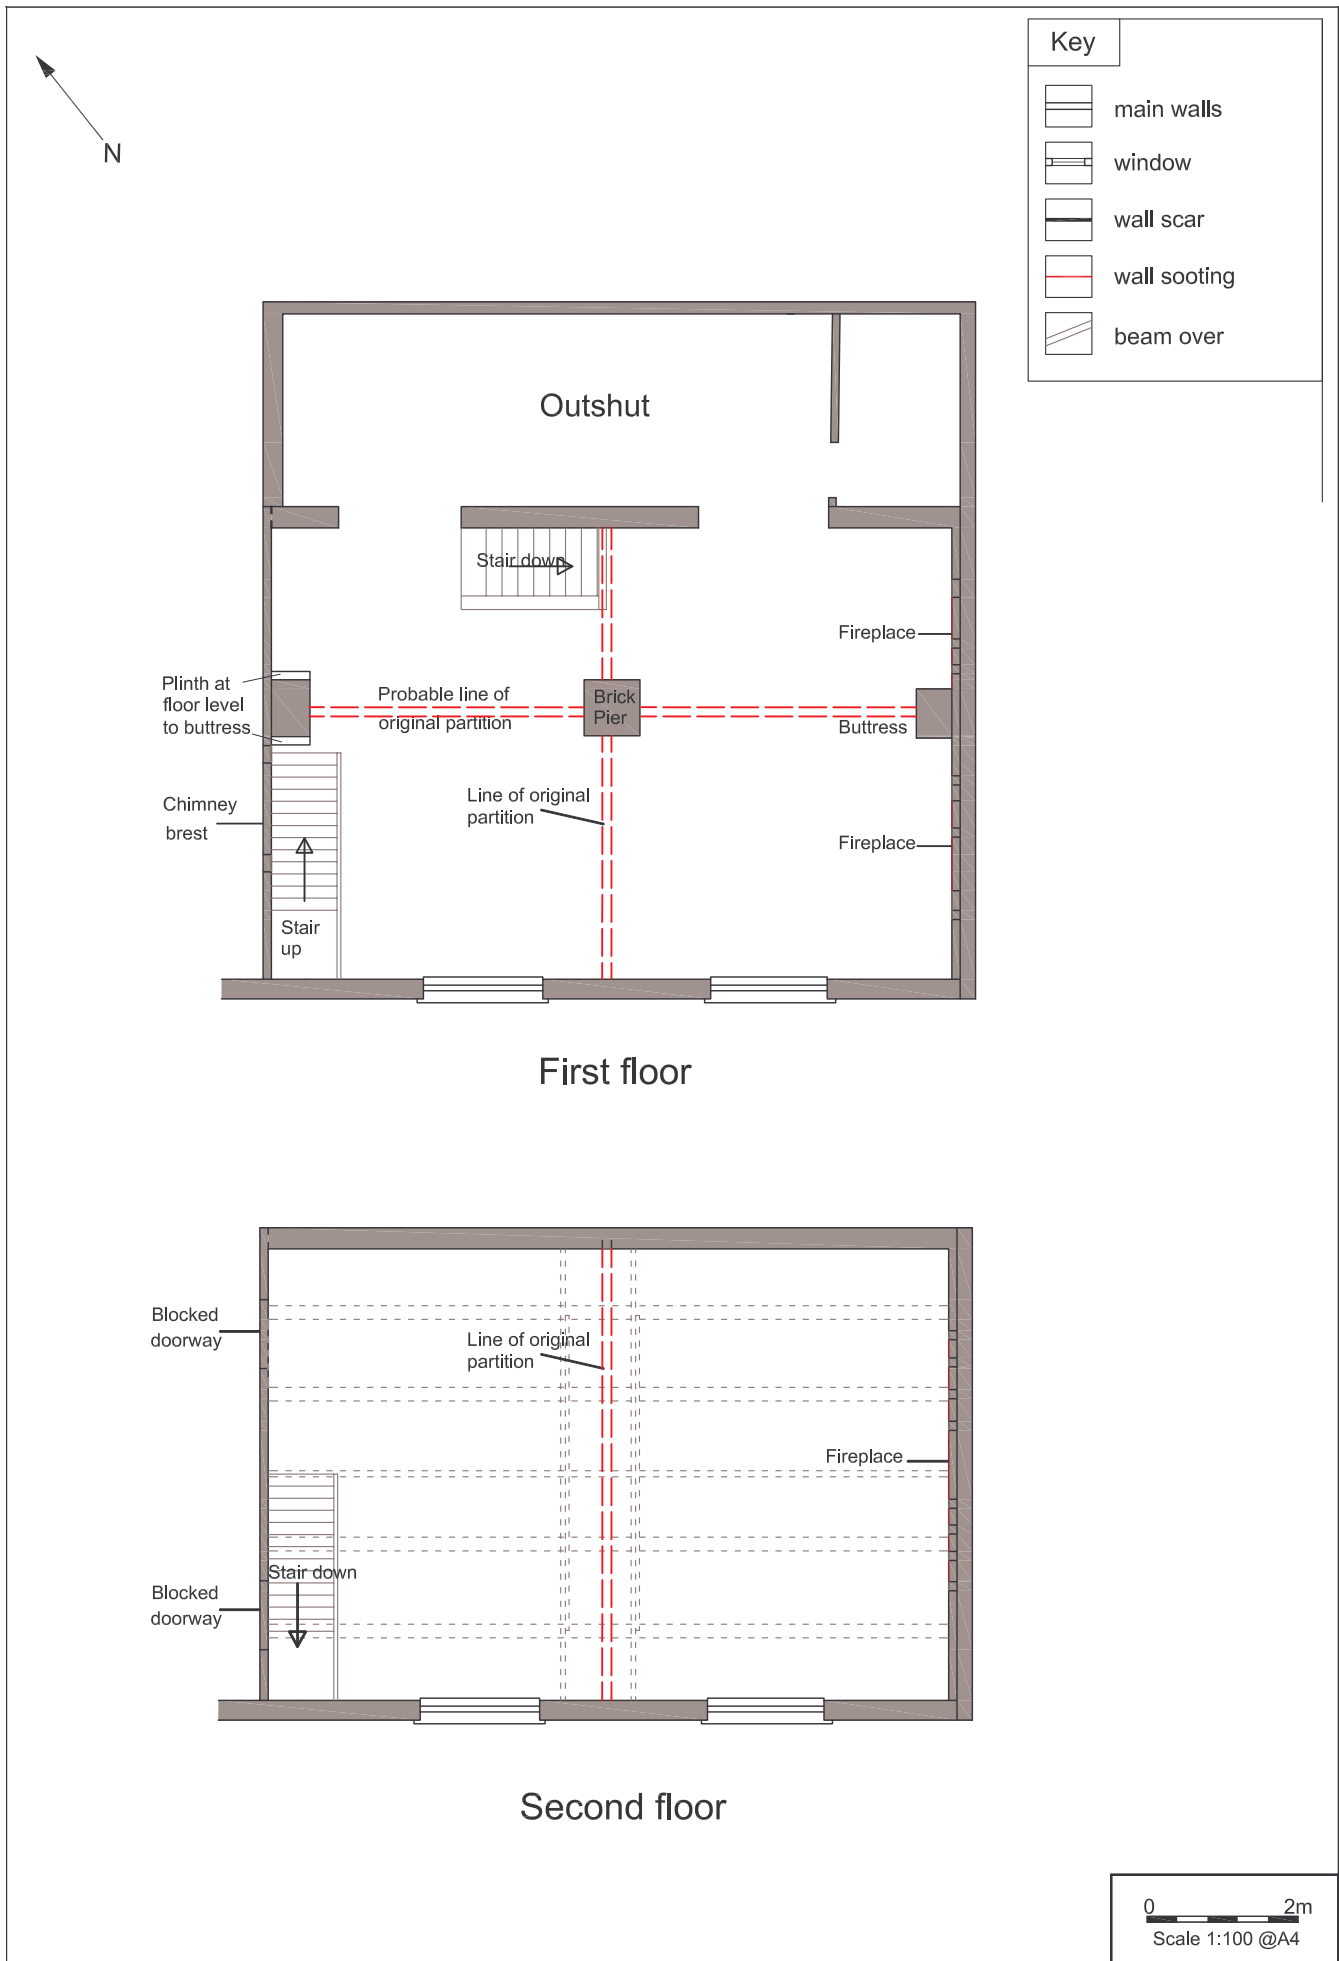 Key
main walls
window
wall scar
wall sooting
beam over
N
Outshut
Stair down
Fireplace
Plinth at
floor level
to buttress
Probable line of
original partition
Brick
Pier
Buttress
Chimney
brest
Line of original
partition
Fireplace
Stair
up
First floor
Blocked
doorway
Line of original
partition
Fireplace
Stair down
Blocked
doorway
Second floor
0 2m
Scale 1:100 @A4